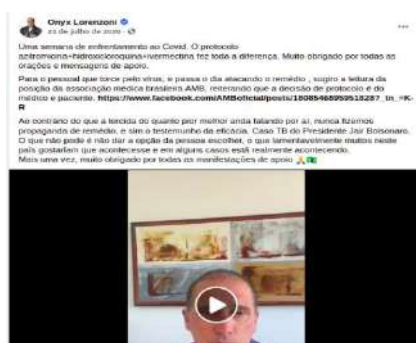 Onyx Lorenzoni
23 de julho de 2020 ·
Uma semana de enfrentamento ao Covid. O protocolo
azitromicina+hidroxicloroquina+ivermectina fez toda a diferença. Muito obrigado por todas as
orações e mensagens de apoio.
Para o pessoal que torce pelo vírus, e passa o dia atacando o remédio , sugiro a leitura da
posição da associação médica brasileira AMB, reiterando que a decisão de protocolo é do
médico e paciente.
Ao contrário do que a torcida do quanto pior melhor anda falando por aí, nunca fizemos
propaganda de remédio, e sim o testemunho da eficácia. Caso TB do Presidente Jair Bolsonaro.
O que não pode é não dar a opção da pessoa escolher, o que lamentavelmente muitos neste
país gostariam que acontecesse e em alguns casos está realmente acontecendo.
Mais uma vez, muito obrigado por todas as manifestações de apoio 🙏🇧🇷